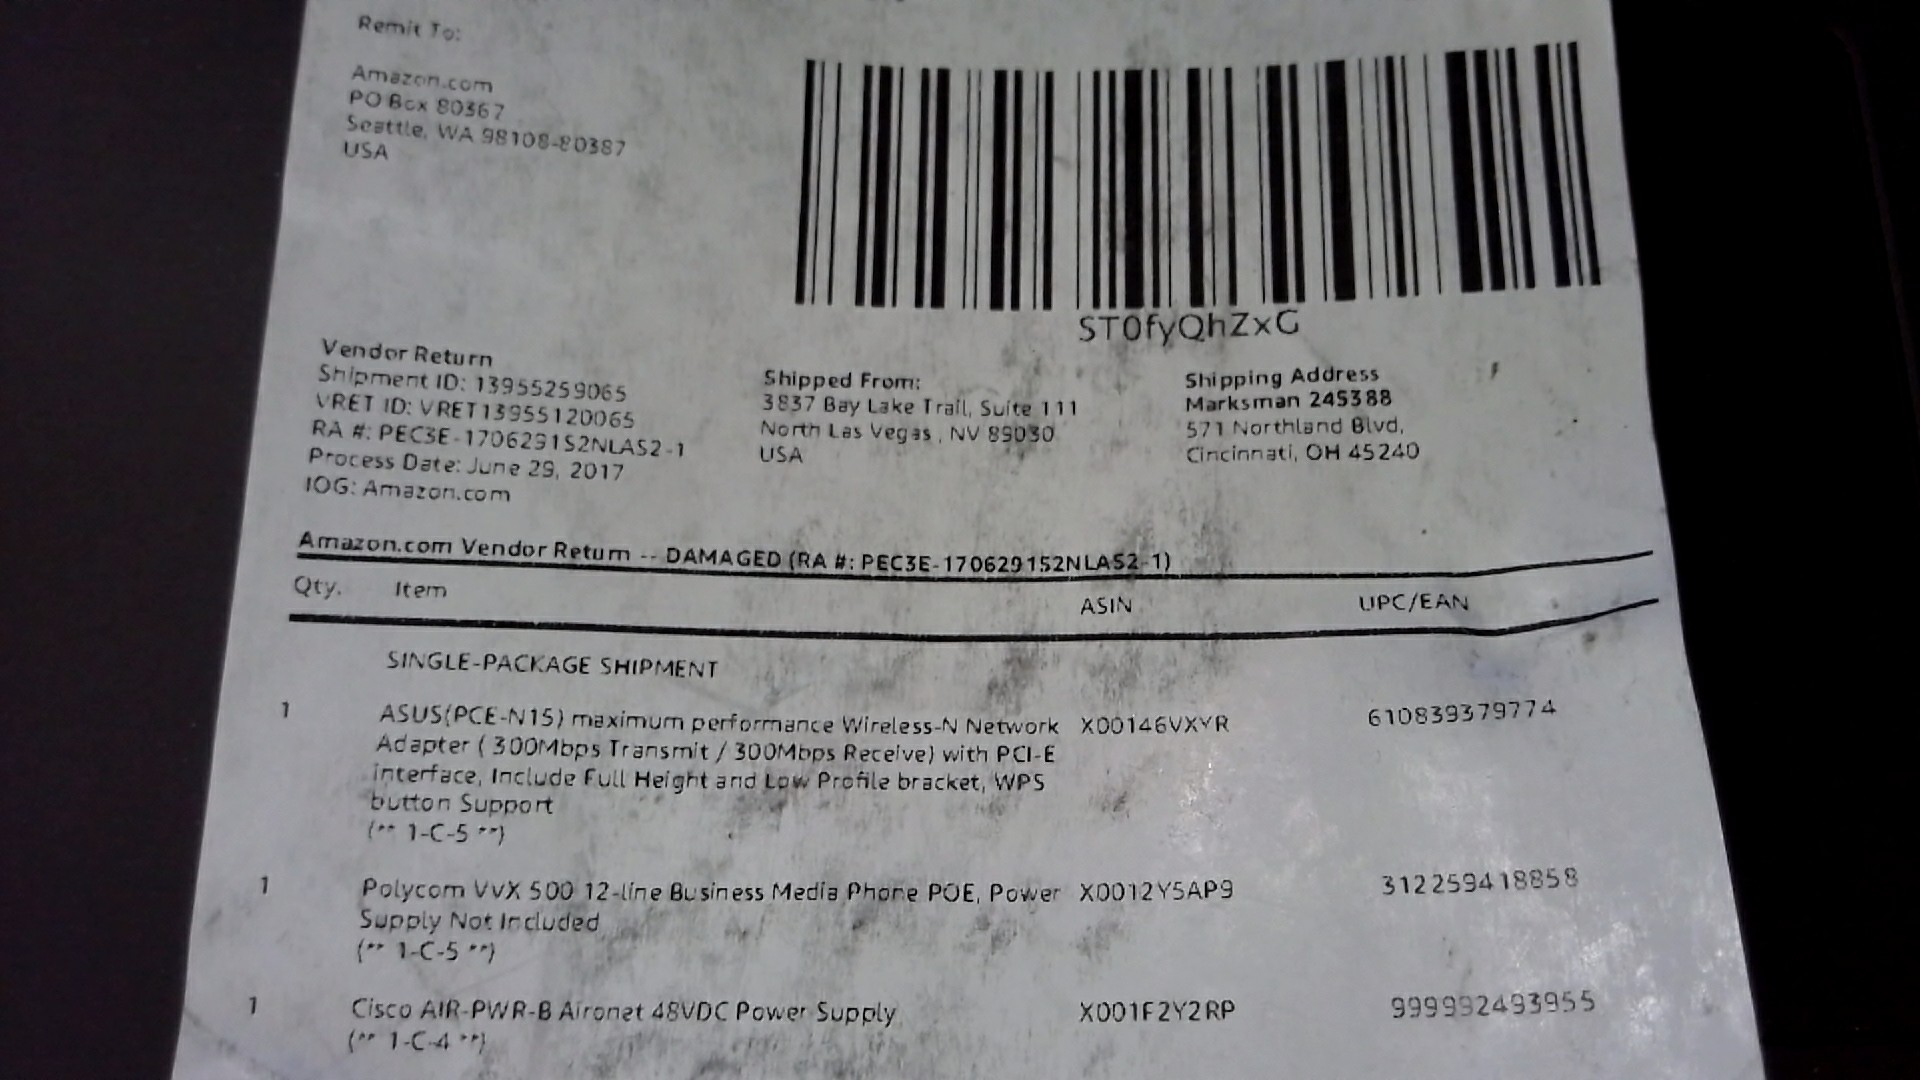 Remit To:
Amazon.com
PO Box 80367
Seattle, WA 98108-80387
USA
ST0fyQhZxG
Vendor Return
Shipment ID: 13955259065
VRET ID: VRET13955120065
RA #: PEC3E-1706291S2NLAS2-1
Process Date: June 29, 2017
IOG: Amazon.com
Shipped From:
3837 Bay Lake Trail, Suite 111
North Las Vegas , NV 89030
USA
Shipping Address
Marksman 245388
571 Northland Blvd,
Cincinnati, OH 45240
Amazon.com Vendor Return -- DAMAGED (RA #: PEC3E-1706291S2NLAS2-1)
Qty. Item ASIN UPC/EAN
SINGLE-PACKAGE SHIPMENT
1 ASUS(PCE-N15) maximum performance Wireless-N Network X00146VXYR 610839379774
Adapter ( 300Mbps Transmit / 300Mbps Receive) with PCI-E
interface, Include Full Height and Low Profile bracket, WPS
button Support
(** 1-C-5 **)
1 Polycom VVX 500 12-line Business Media Phone POE, Power X0012Y5AP9 312259418858
Supply Not Included
(** 1-C-5 **)
1 Cisco AIR-PWR-B Aironet 48VDC Power Supply X001F2Y2RP 999992493955
(** 1-C-4 **)